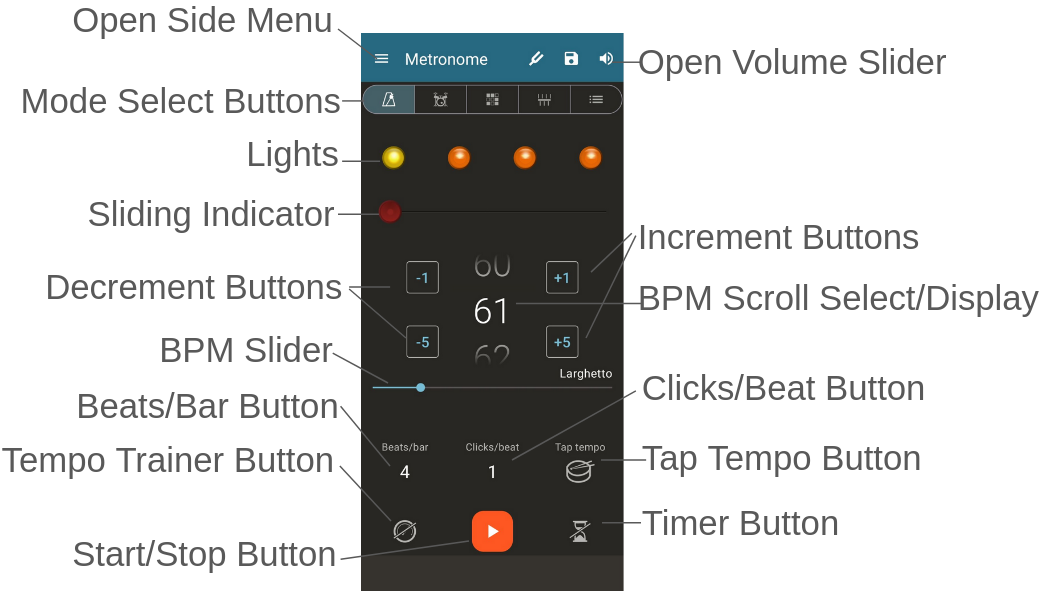 Open Side Menu
Metronome
Open Volume Slider
Mode Select Buttons
Lights
Sliding Indicator
Increment Buttons
60
Decrement Buttons
-1
+1
61
BPM Scroll Select/Display
-5
+5
62
BPM Slider
Larghetto
Clicks/Beat Button
Beats/Bar Button
Beats/bar
Clicks/beat
Tap tempo
Tempo Trainer Button
4
1
Tap Tempo Button
Timer Button
Start/Stop Button